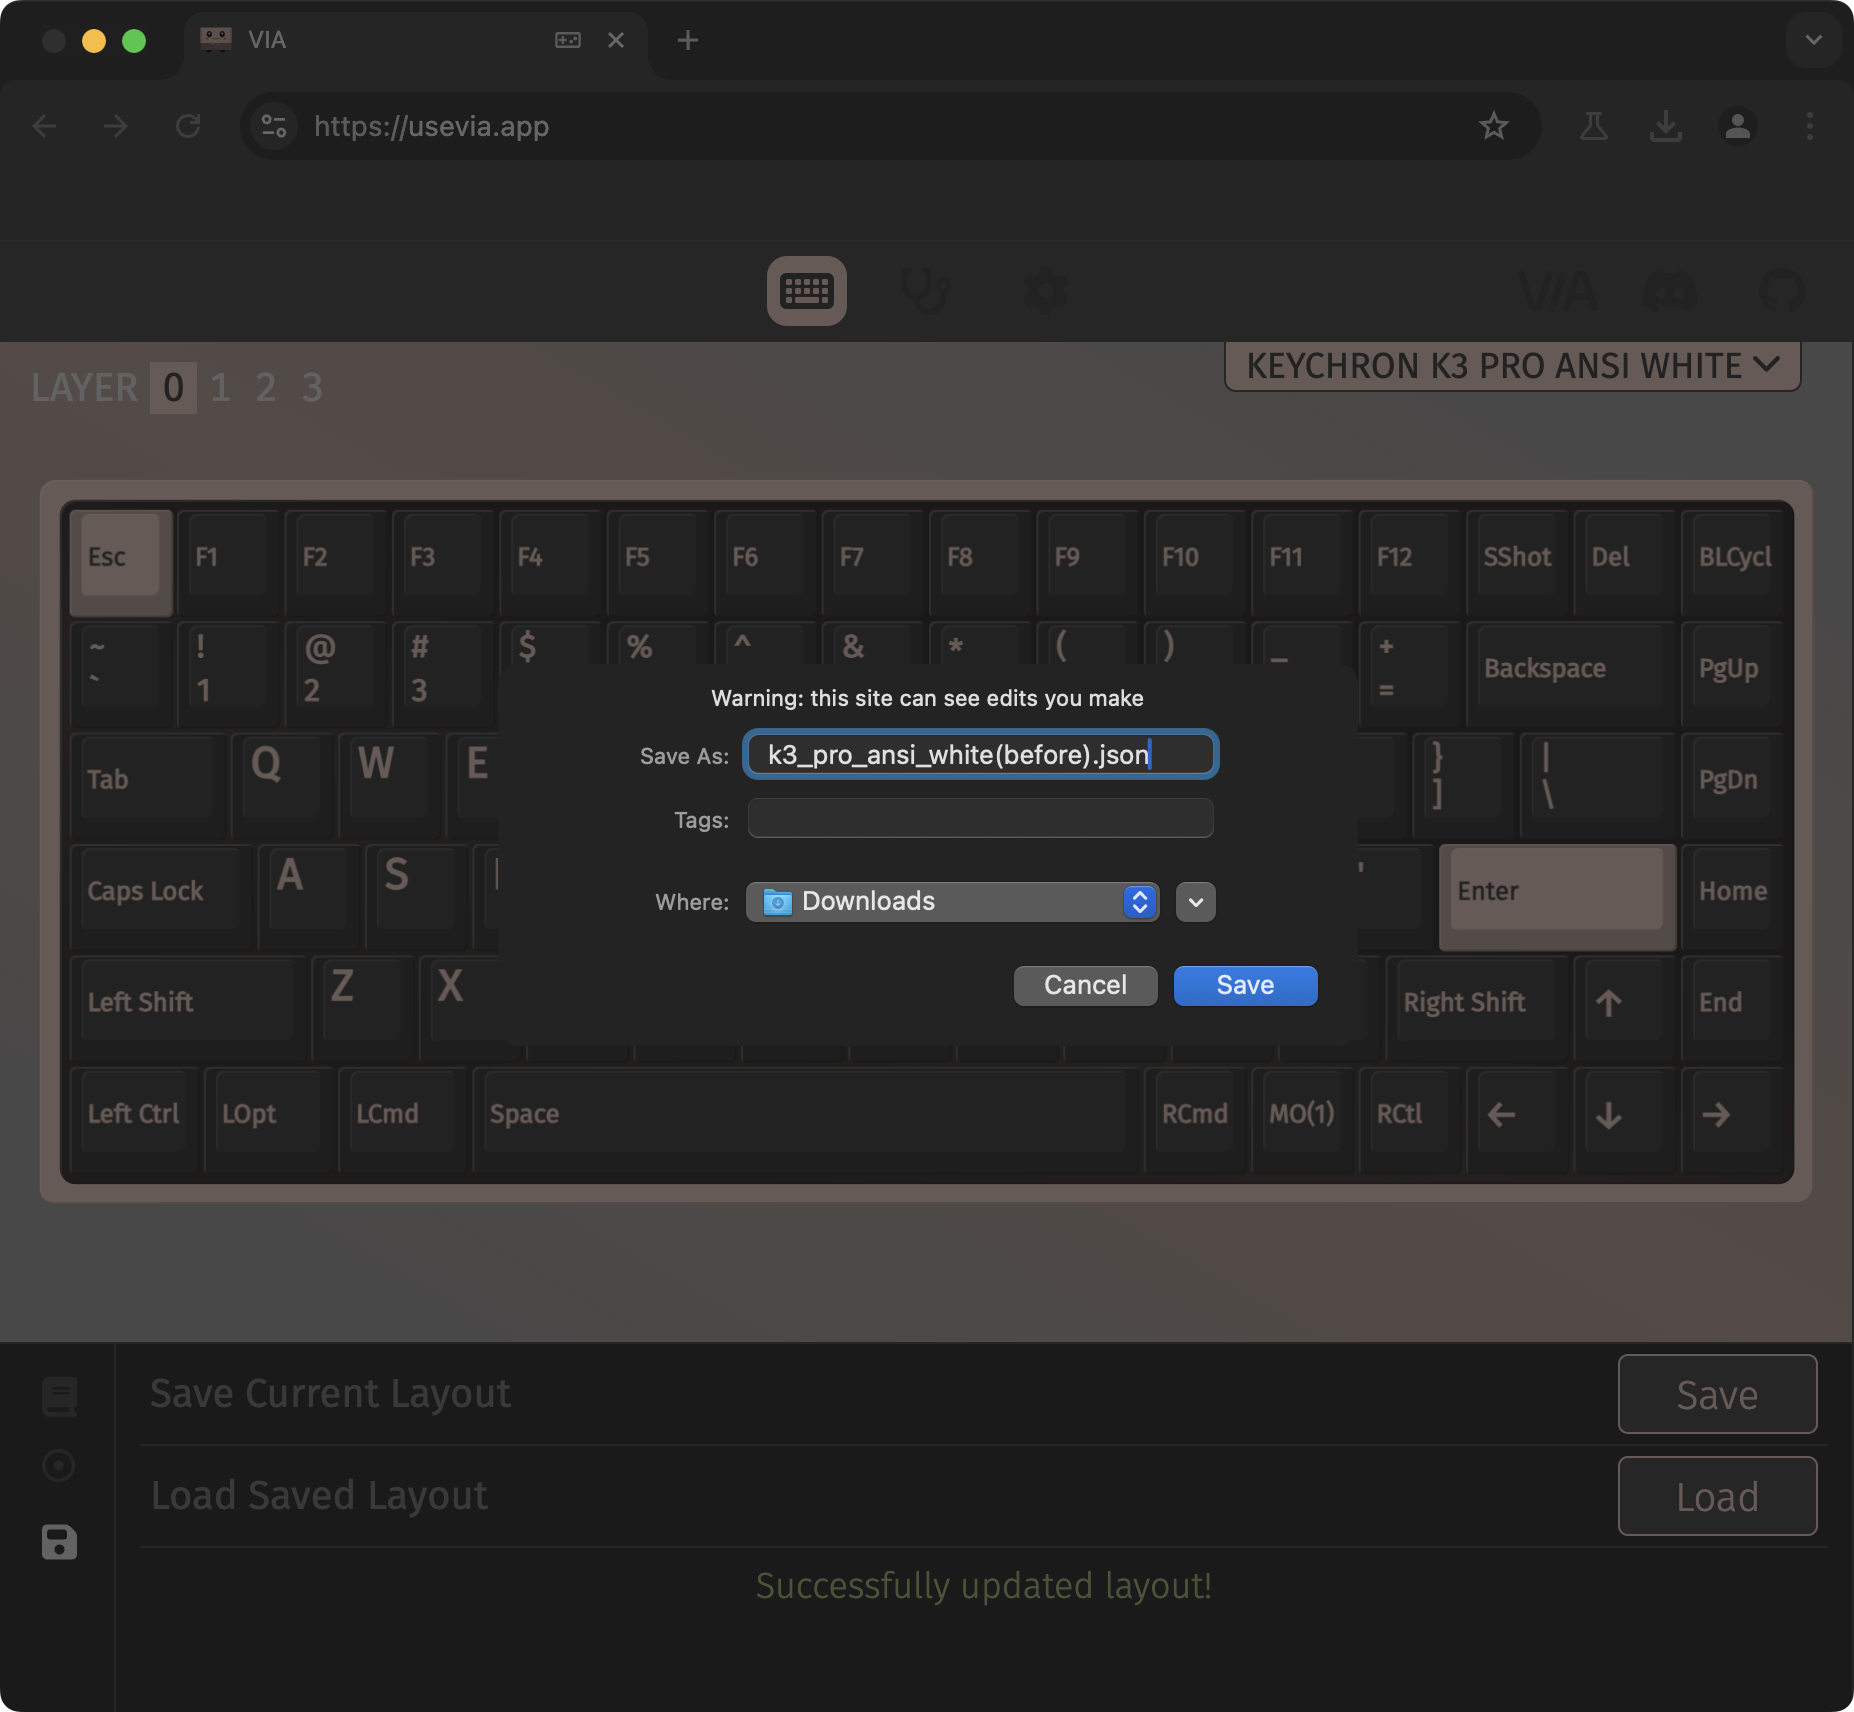 VIA
https://usevia.app
VIA
LAYER 0 1 2 3
KEYCHRON K3 PRO ANSI WHITE
Esc F1 F2 F3 F4 F5 F6 F7 F8 F9 F10 F11 F12 SShot Del BLCycl
~ ! @ # $ % ^ & * ( ) _ +
` 1 2 3 = Backspace PgUp
Warning: this site can see edits you make
Save As: k3_pro_ansi_white(before).json
Tab Q W E } ] | \ PgDn
Tags:
Caps Lock A S ' Enter Home
Where: Downloads
Cancel Save
Left Shift Z X Right Shift ↑ End
Left Ctrl LOpt LCmd Space RCmd MO(1) RCtl ← ↓ →
Save Current Layout Save
Load Saved Layout Load
Successfully updated layout!